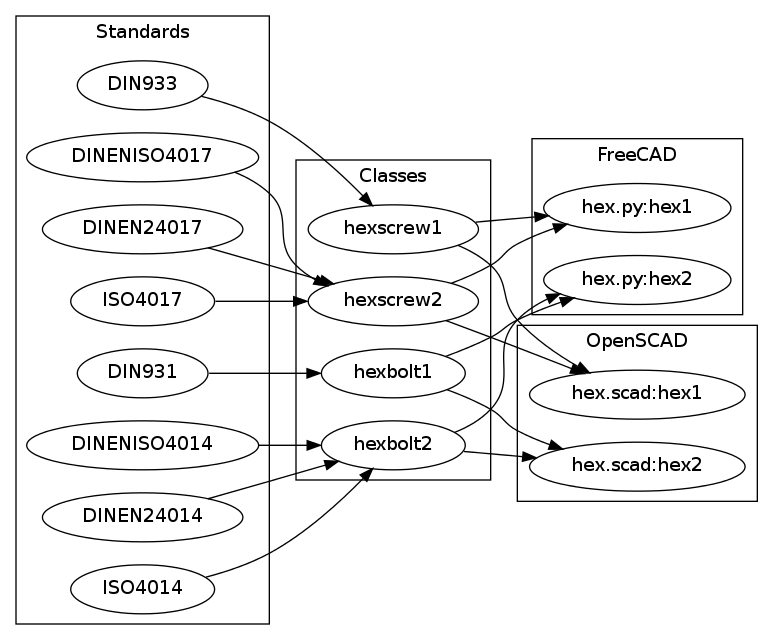 Standards
DIN933
DINENISO4017
DINEN24017
ISO4017
DIN931
DINENISO4014
DINEN24014
ISO4014
Classes
hexscrew1
hexscrew2
hexbolt1
hexbolt2
FreeCAD
hex.py:hex1
hex.py:hex2
OpenSCAD
hex.scad:hex1
hex.scad:hex2